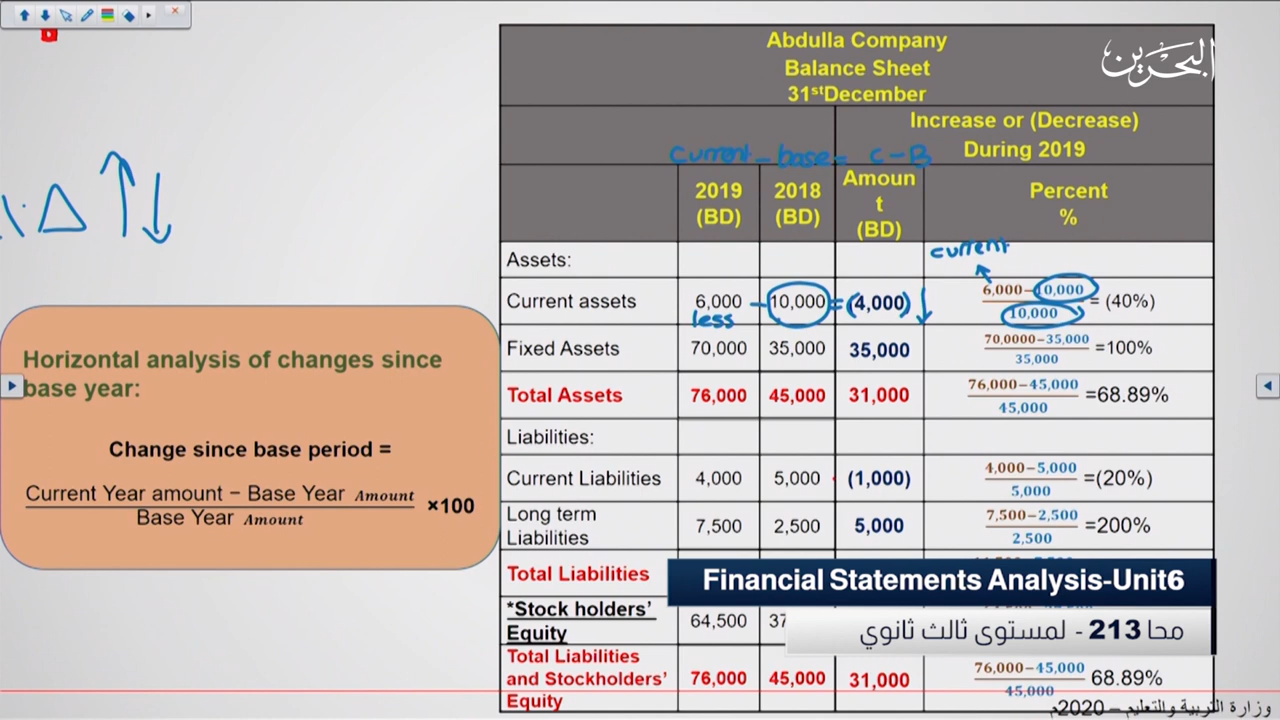 البحرين
Abdulla Company
Balance Sheet
31stDecember
Increase or (Decrease)
During 2019
Current – base = C – B
2019
(BD)
2018
(BD)
Amoun
t
(BD)
Percent
%
Assets:
current
Current assets 6,000 – 10,000 = (4,000) 6,000−10,000 / 10,000 = (40%)
less
Fixed Assets 70,000 35,000 35,000 70,0000−35,000 / 35,000 =100%
Total Assets 76,000 45,000 31,000 76,000−45,000 / 45,000 =68.89%
Liabilities:
Current Liabilities 4,000 5,000 (1,000) 4,000−5,000 / 5,000 =(20%)
Long term
Liabilities 7,500 2,500 5,000 7,500−2,500 / 2,500 =200%
Total Liabilities
*Stock holders’
Equity 64,500 37
Total Liabilities
and Stockholders’
Equity 76,000 45,000 31,000 76,000−45,000 / 45,000 68.89%
Δ ↑ ↓
Horizontal analysis of changes since
base year:
Change since base period =
Current Year amount − Base Year Amount
Base Year Amount
×100
Financial Statements Analysis-Unit6
محا 213 - لمستوى ثالث ثانوي
وزارة التربية والتعليم – 2020م